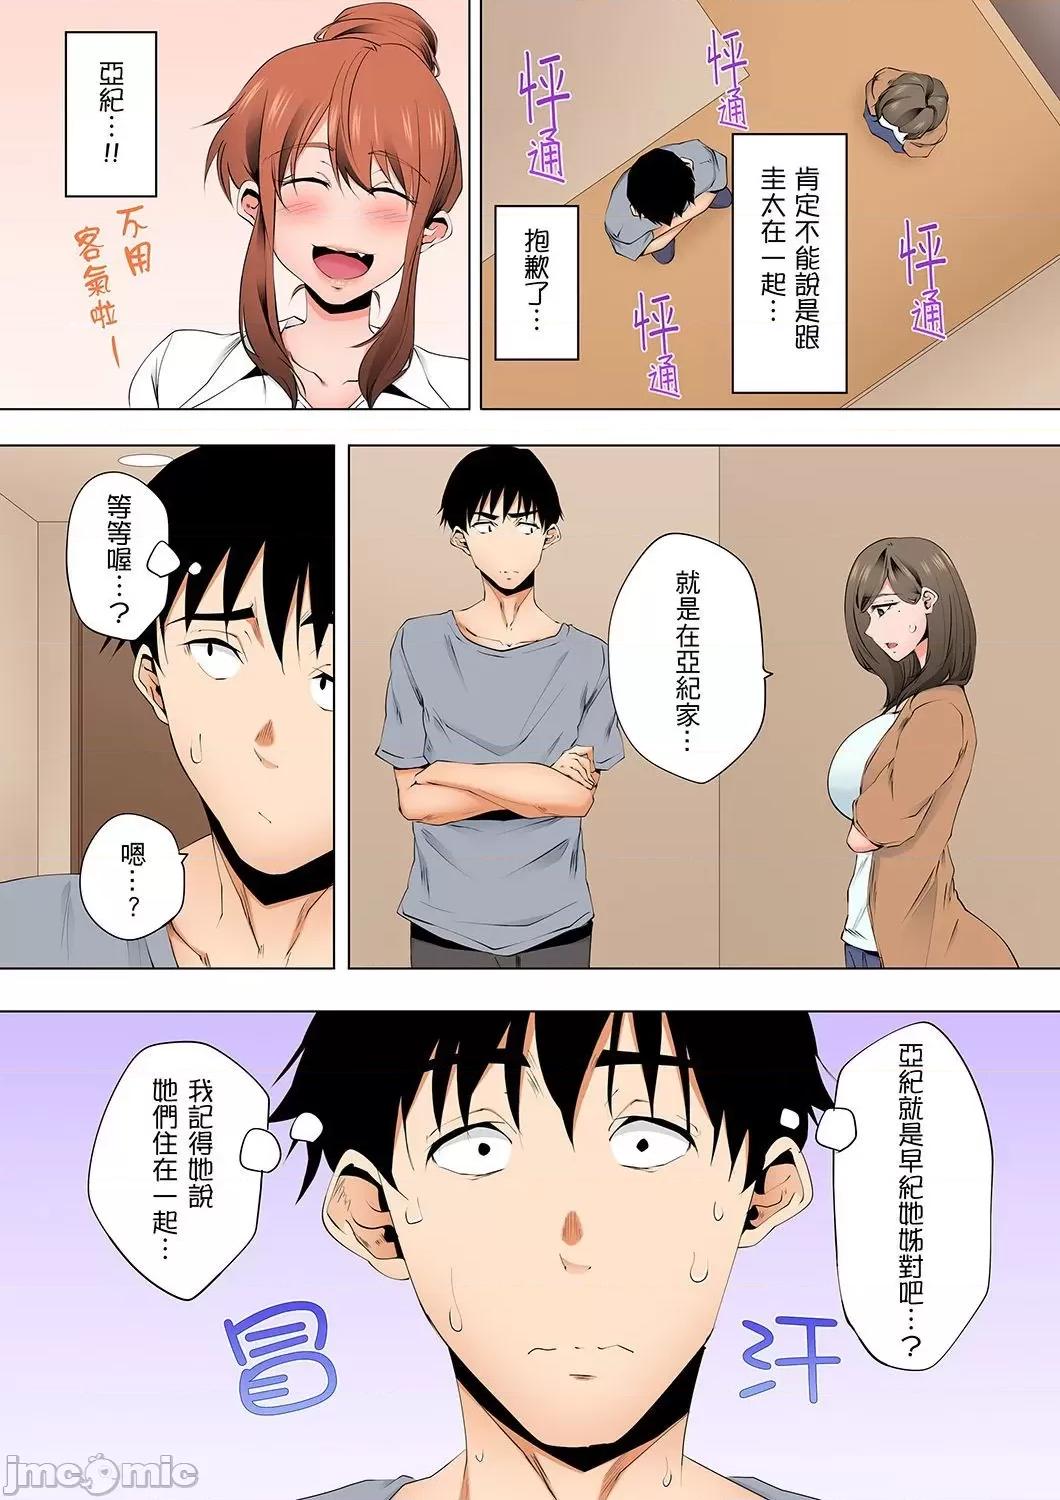 怦通
怦通
肯定不能說是跟
圭太在一起…
怦通
怦通
抱歉了…
亞紀…!!
不用
客氣啦～
就是在亞紀家…
等等喔…?
嗯…?
亞紀就是早紀她姊對吧…?
我記得她說
她們住在一起…
冒汗
jmcomic